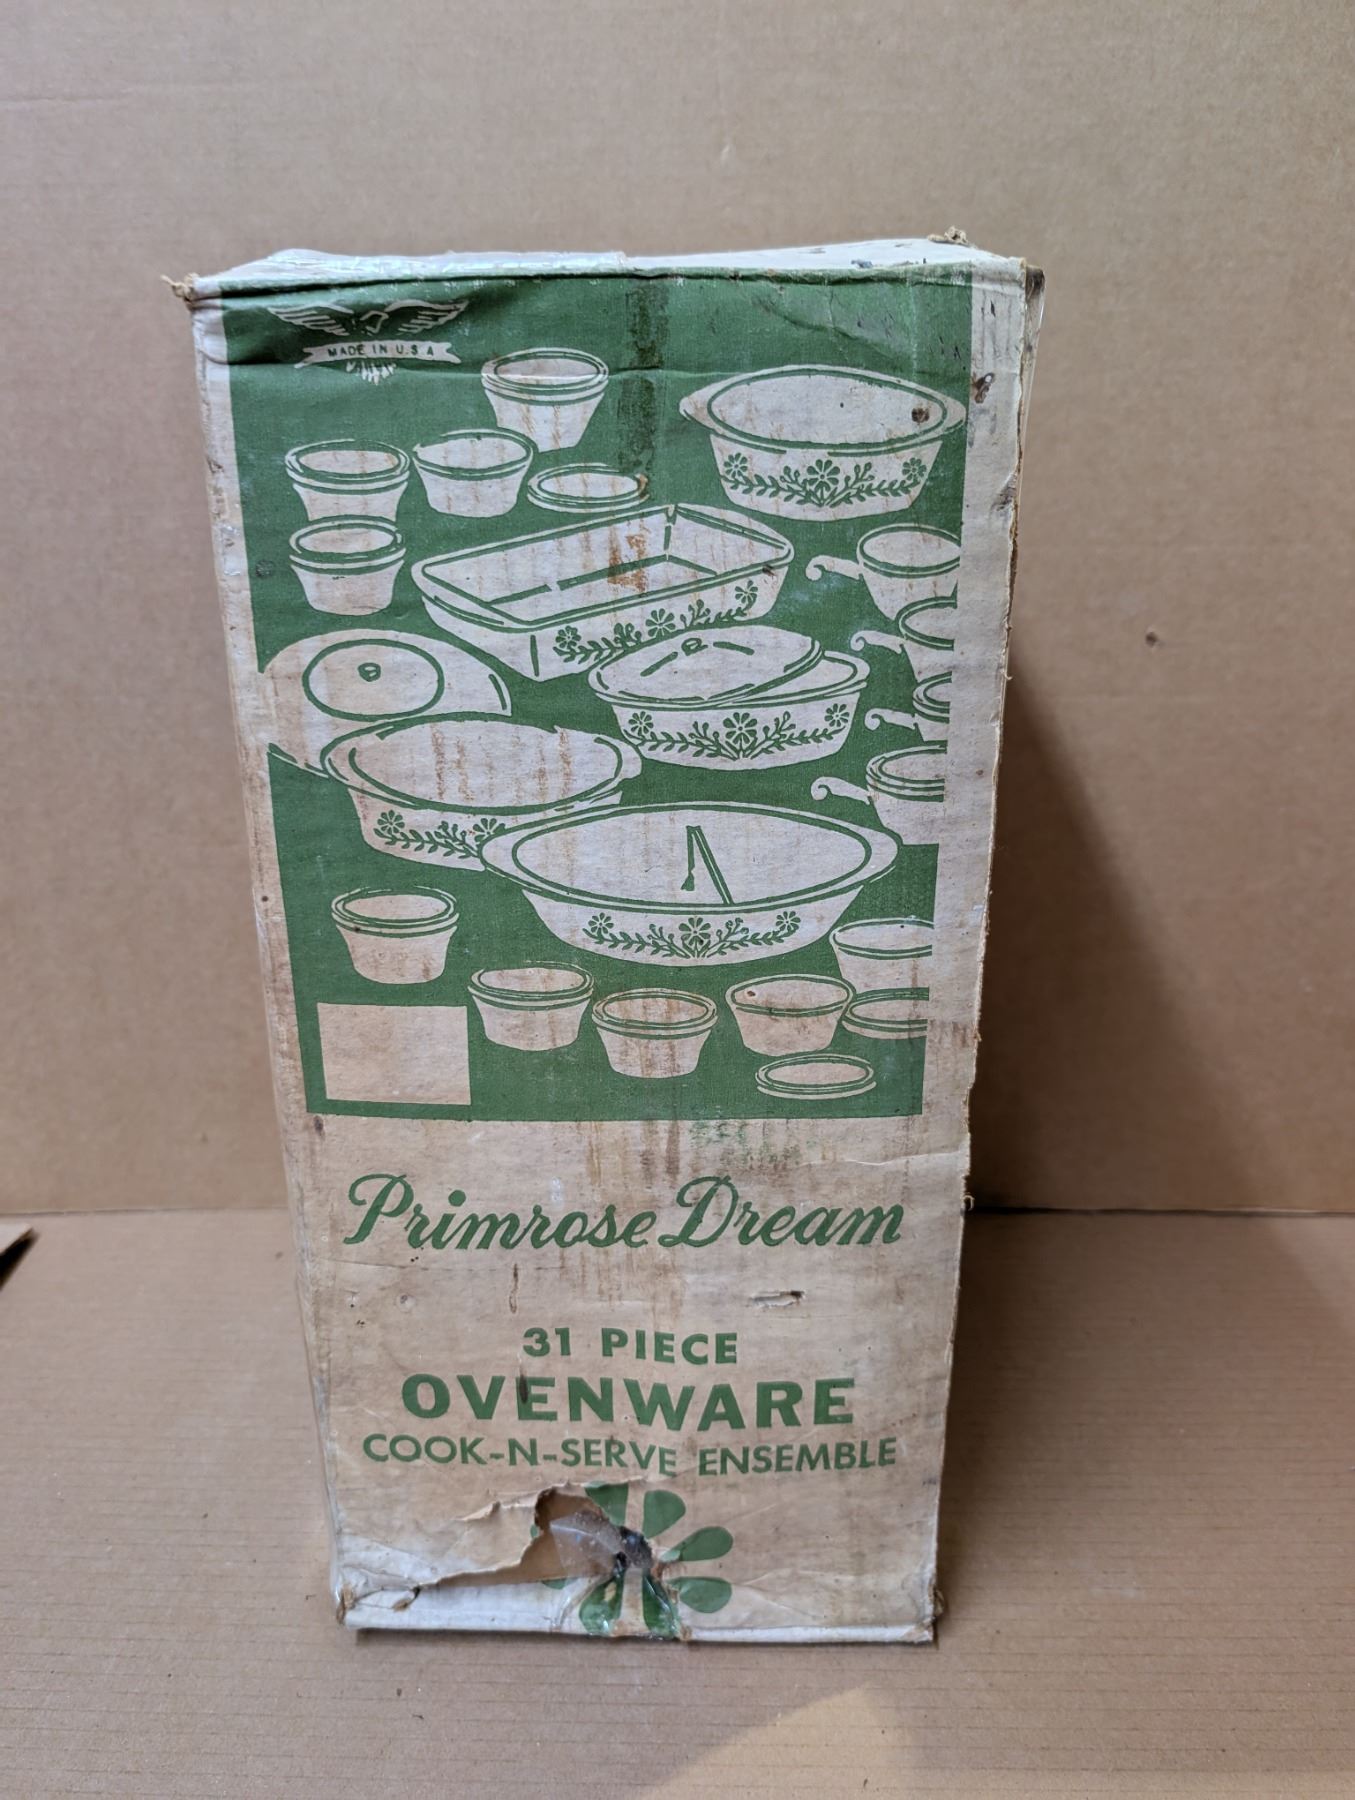 MADE IN U.S.A
Primrose Dream
31 PIECE
OVENWARE
COOK-N-SERVE ENSEMBLE